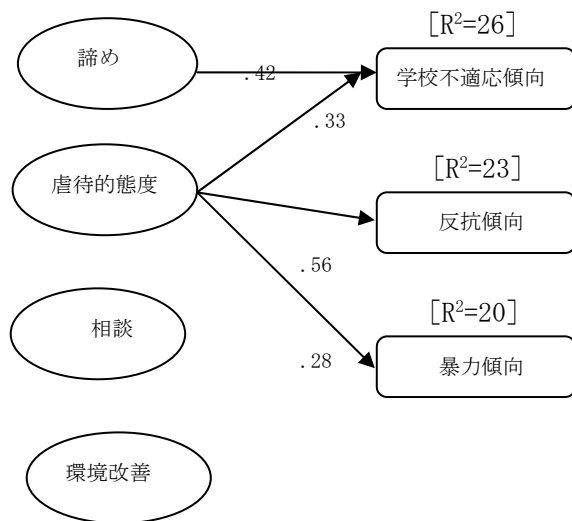 [R²=26]
諦め
.42
学校不適応傾向
.33
[R²=23]
虐待的態度
反抗傾向
.56
[R²=20]
相談
.28
暴力傾向
環境改善